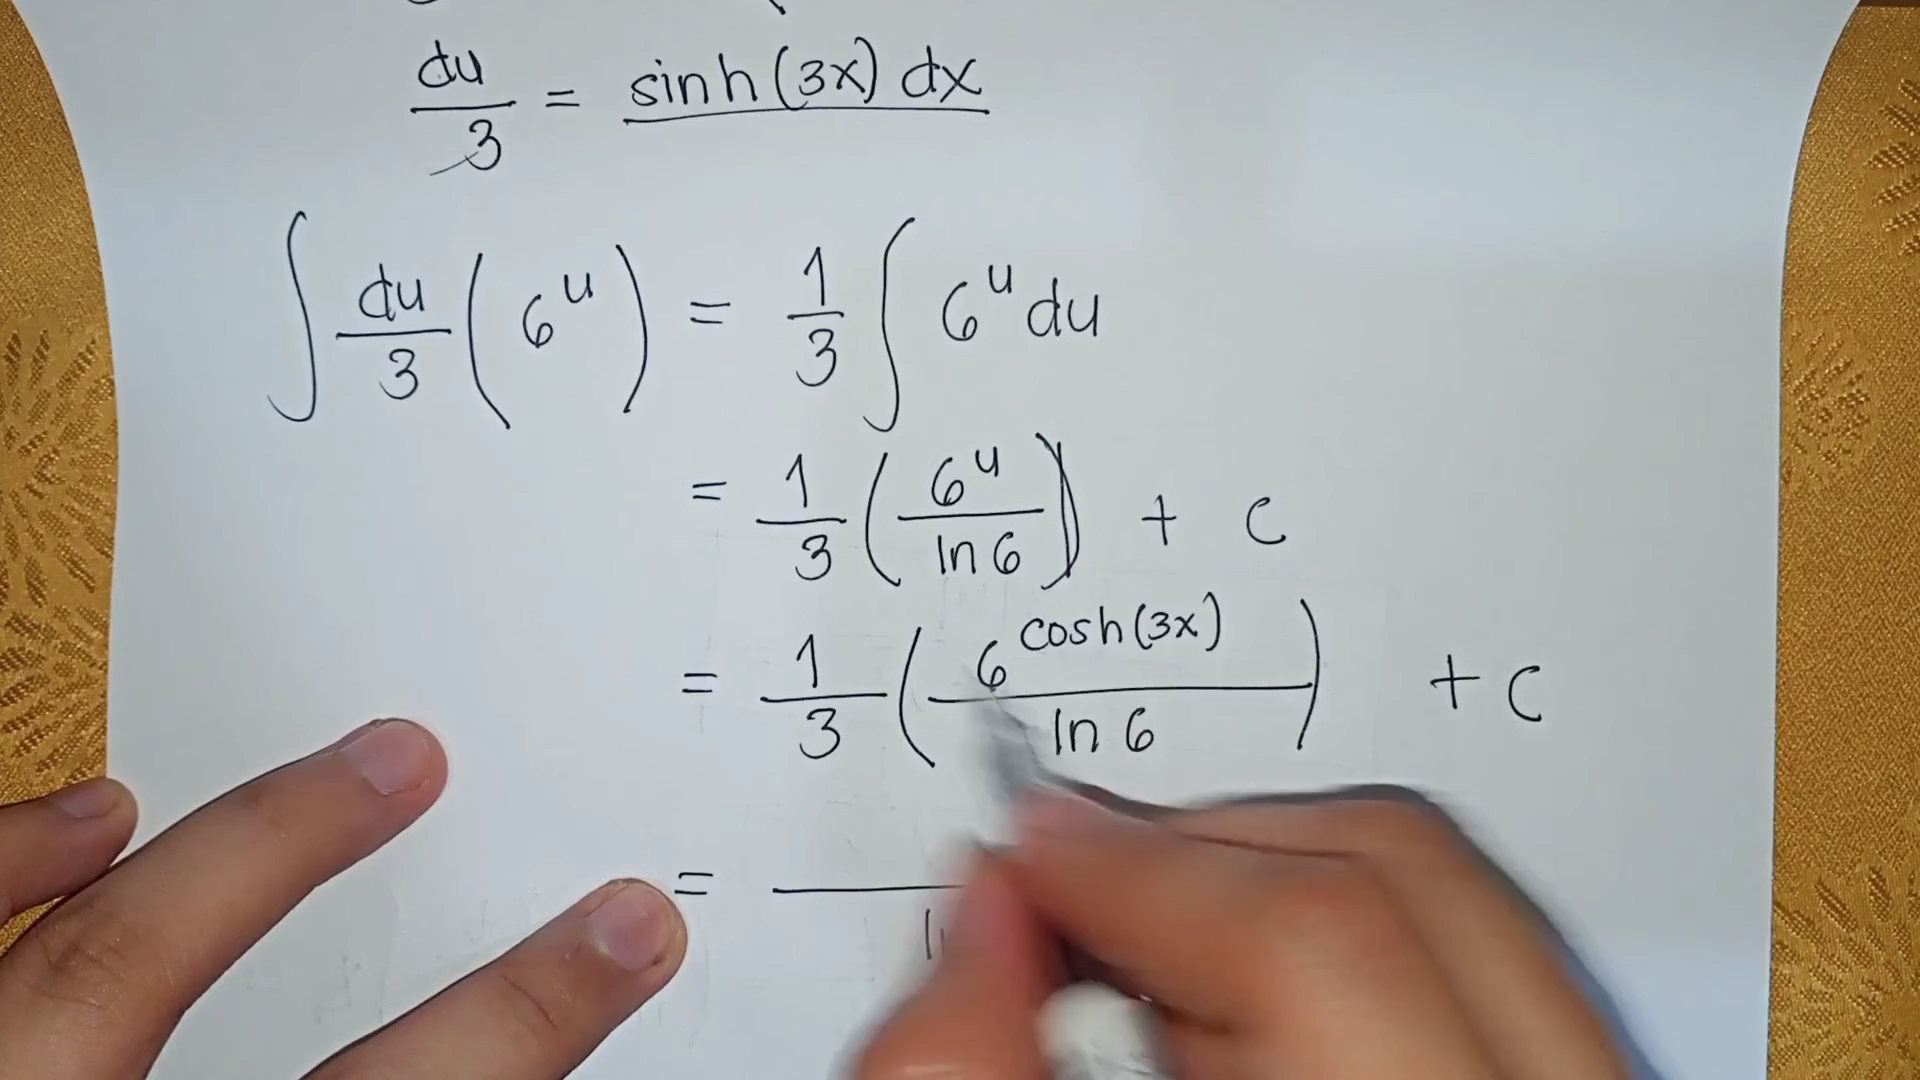 du/3 = sinh(3x) dx
∫ du/3 (6^u) = 1/3 ∫ 6^u du
= 1/3 (6^u / ln 6) + c
= 1/3 (6^cosh(3x) / ln 6) + c
=